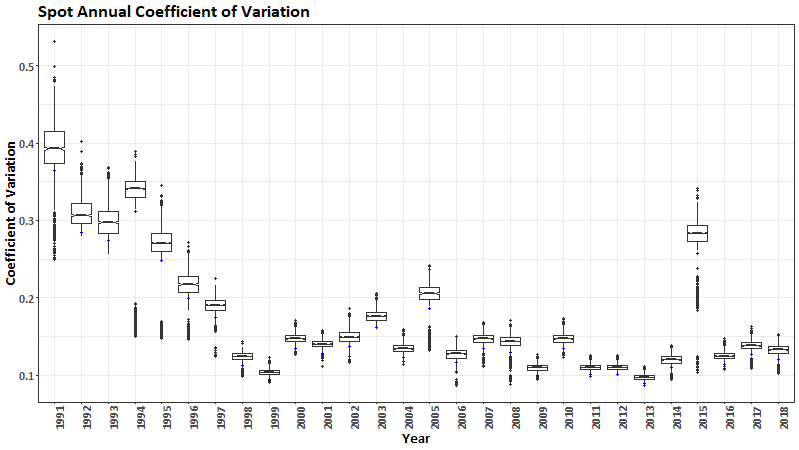 Spot Annual Coefficient of Variation
Coefficient of Variation
0.5
0.4
0.3
0.2
0.1
1991 1992 1993 1994 1995 1996 1997 1998 1999 2000 2001 2002 2003 2004 2005 2006 2007 2008 2009 2010 2011 2012 2013 2014 2015 2016 2017 2018
Year